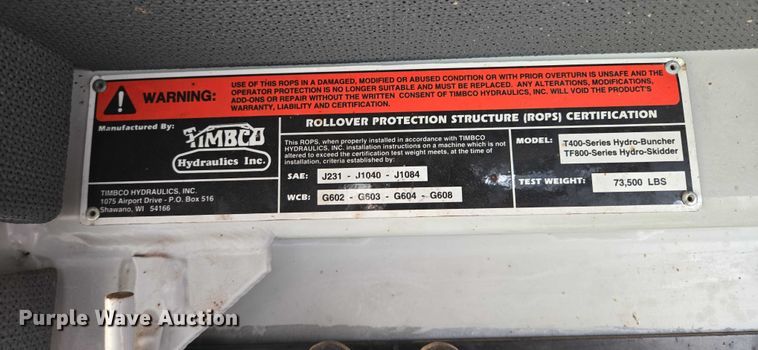 WARNING:
USE OF THIS ROPS IN A DAMAGED, MODIFIED OR ABUSED CONDITION OR WITH PRIOR OVERTURN IS UNSAFE AND THE
OPERATOR PROTECTION IS NO LONGER SUITABLE AND MUST BE REPLACED. ANY ALTERATIONS, MODIFICATIONS,
ADD-ONS OR REPAIR WITHOUT THE WRITTEN CONSENT OF TIMBCO HYDRAULICS, INC. WILL VOID THE PRODUCT'S
WARRANTY, LIABILITY AND CERTIFICATION.
Manufactured By:
TIMBCO
Hydraulics Inc.
TIMBCO HYDRAULICS, INC.
1075 Airport Drive - P.O. Box 516
Shawano, WI 54166
ROLLOVER PROTECTION STRUCTURE (ROPS) CERTIFICATION
This ROPS, when properly installed in accordance with TIMBCO
HYDRAULICS, INC. installation instructions on a machine which is not
altered to exceed the certification test weight meets, at the time of
installation, criteria established by:
SAE: J231 - J1040 - J1084
WCB: G602 - G603 - G604 - G608
MODEL: T400-Series Hydro-Buncher
TF800-Series Hydro-Skidder
TEST WEIGHT: 73,500 LBS
Purple Wave Auction